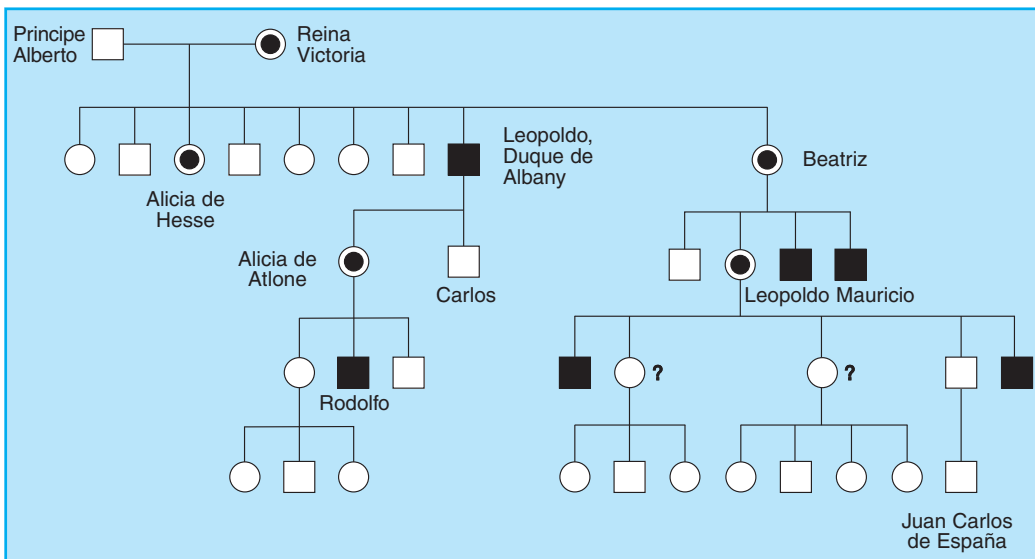 Principe
Alberto
Reina
Victoria
Leopoldo,
Duque de
Albany
Beatriz
Alicia de
Hesse
Alicia de
Atlone
Carlos
Leopoldo Mauricio
? ?
Rodolfo
Juan Carlos
de España